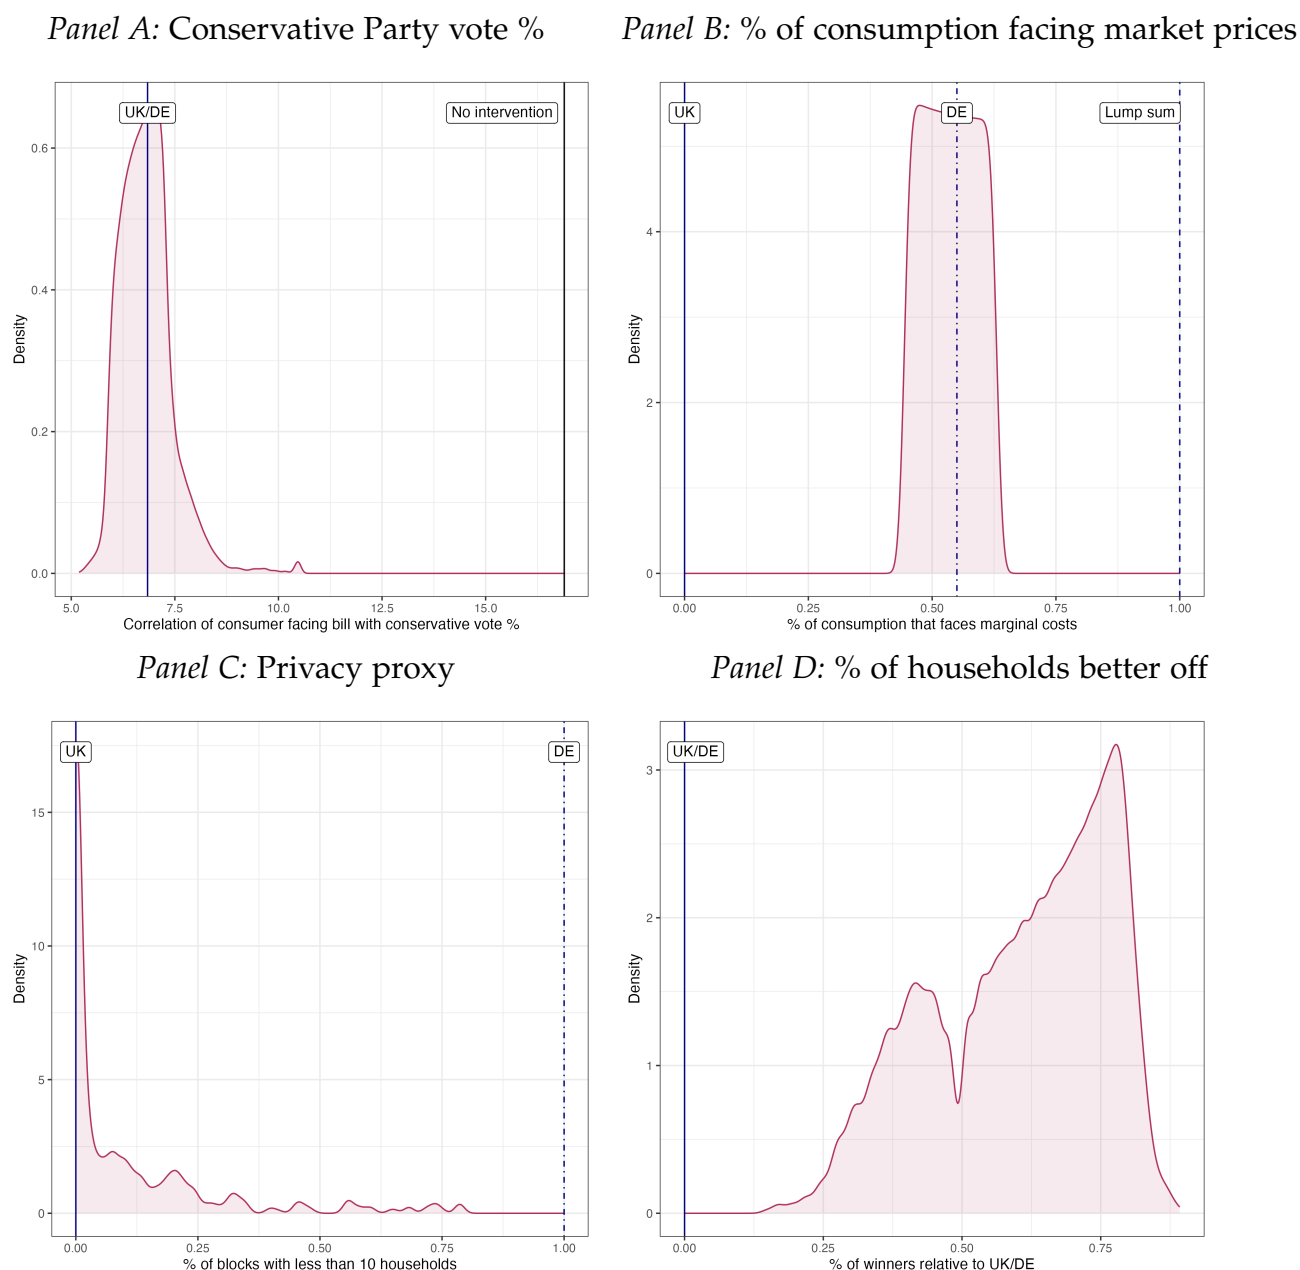 Panel A: Conservative Party vote %
Panel B: % of consumption facing market prices
UK/DE
No intervention
0.6
0.4
0.2
0.0
Density
5.0 7.5 10.0 12.5 15.0
Correlation of consumer facing bill with conservative vote %
UK
DE
Lump sum
4
2
0
Density
0.00 0.25 0.50 0.75 1.00
% of consumption that faces marginal costs
Panel C: Privacy proxy
Panel D: % of households better off
UK
DE
15
10
5
0
Density
0.00 0.25 0.50 0.75 1.00
% of blocks with less than 10 households
UK/DE
3
2
1
0
Density
0.00 0.25 0.50 0.75
% of winners relative to UK/DE